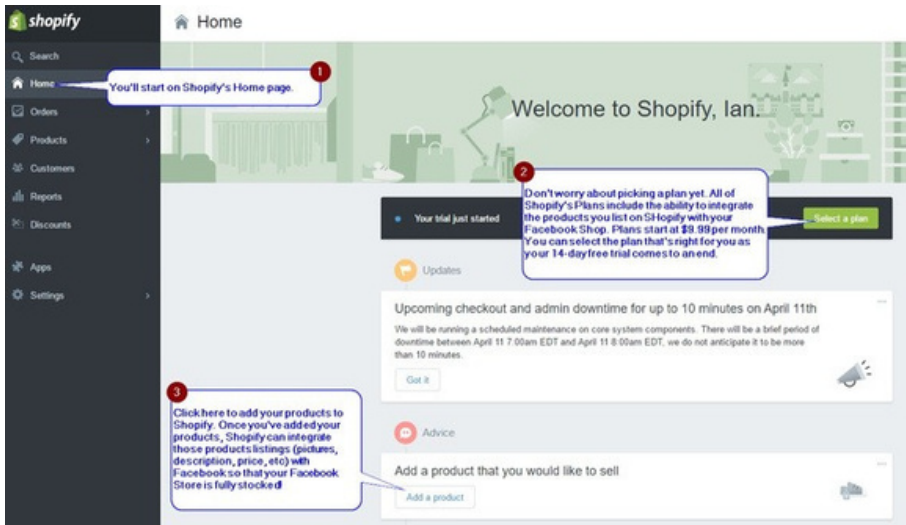 shopify
Home
Search
Home
Orders
Products
Customers
Reports
Discounts
Apps
Settings
1
You'll start on Shopify's Home page.
Welcome to Shopify, Ian.
2
Don't worry about picking a plan yet. All of
Shopify's Plans include the ability to integrate
the products you list on SHopify with your
Facebook Shop. Plans start at $9.99 per month.
You can select the plan that's right for you as
your 14-day free trial comes to an end.
Your trial just started
Select a plan
Updates
Upcoming checkout and admin downtime for up to 10 minutes on April 11th
We will be running a scheduled maintenance on core system components. There will be a brief period of
downtime between April 11 7:00am EDT and April 11 8:00am EDT, we do not anticipate it to be more
than 10 minutes.
Got it
3
Click here to add your products to
Shopify. Once you've added your
products, Shopify can integrate
those products listings (pictures,
description, price, etc) with
Facebook so that your Facebook
Store is fully stocked!
Advice
Add a product that you would like to sell
Add a product